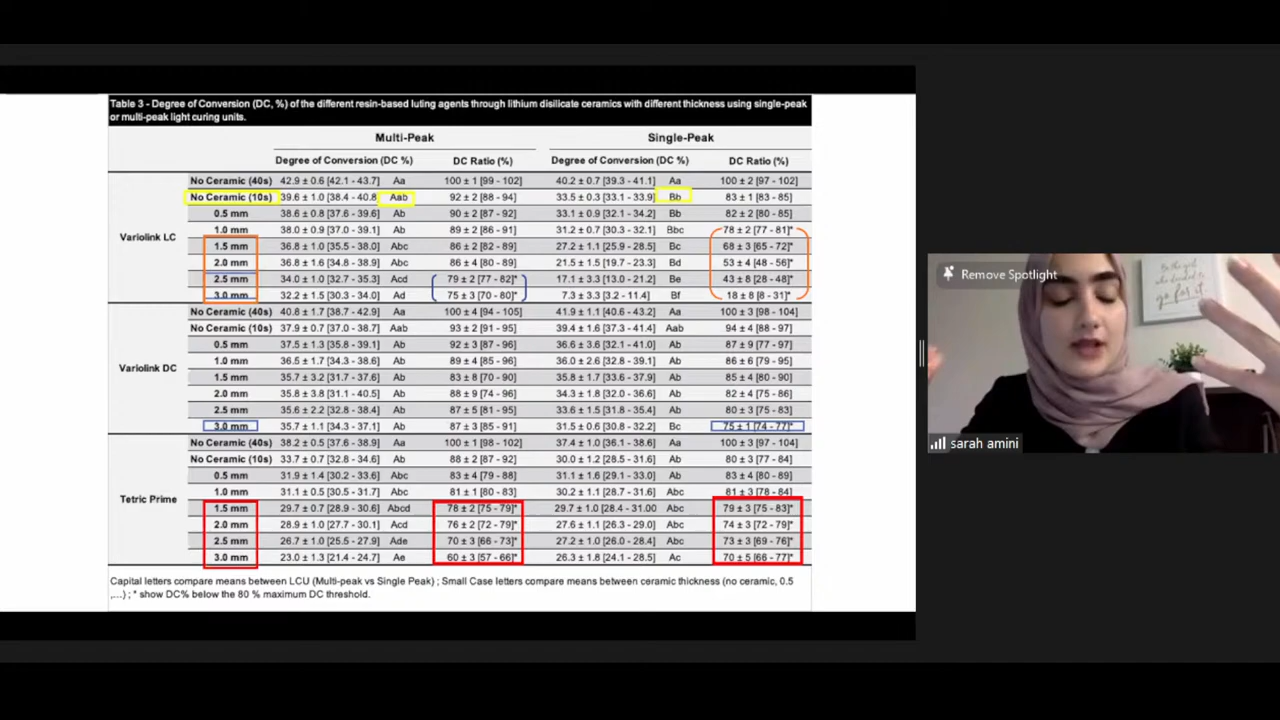 Table 3 - Degree of Conversion (DC, %) of the different resin-based luting agents through lithium disilicate ceramics with different thickness using single-peak
or multi-peak light curing units.
Multi-Peak Single-Peak
Degree of Conversion (DC %) DC Ratio (%) Degree of Conversion (DC %) DC Ratio (%)
No Ceramic (40s) 42.9 ± 0.6 [42.1 - 43.7] Aa 100 ± 1 [99 - 102] 40.2 ± 0.7 [39.3 - 41.1] Aa 100 ± 2 [97 - 102]
No Ceramic (10s) 39.6 ± 1.0 [38.4 - 40.8 Aab 92 ± 2 [88 - 94] 33.5 ± 0.3 [33.1 - 33.9] Bb 83 ± 1 [83 - 85]
0.5 mm 38.6 ± 0.8 [37.6 - 39.6] Ab 90 ± 2 [87 - 92] 33.1 ± 0.9 [32.1 - 34.2] Bb 82 ± 2 [80 - 85]
1.0 mm 38.0 ± 0.9 [37.0 - 39.1] Ab 89 ± 2 [86 - 91] 31.2 ± 0.7 [30.3 - 32.1] Bbc 78 ± 2 [77 - 81]*
Variolink LC
1.5 mm 36.8 ± 1.0 [35.5 - 38.0] Abc 86 ± 2 [82 - 89] 27.2 ± 1.1 [25.9 - 28.5] Bc 68 ± 3 [65 - 72]*
2.0 mm 36.8 ± 1.6 [34.8 - 38.9] Abc 86 ± 4 [80 - 89] 21.5 ± 1.5 [19.7 - 23.3] Bd 53 ± 4 [48 - 56]*
2.5 mm 34.0 ± 1.0 [32.7 - 35.3] Acd 79 ± 2 [77 - 82]* 17.1 ± 3.3 [13.0 - 21.2] Be 43 ± 8 [28 - 48]*
3.0 mm 32.2 ± 1.5 [30.3 - 34.0] Ad 75 ± 3 [70 - 80]* 7.3 ± 3.3 [3.2 - 11.4] Bf 18 ± 8 [8 - 31]*
No Ceramic (40s) 40.8 ± 1.7 [38.7 - 42.9] Aa 100 ± 4 [94 - 105] 41.9 ± 1.1 [40.6 - 43.2] Aa 100 ± 3 [98 - 104]
No Ceramic (10s) 37.9 ± 0.7 [37.0 - 38.7] Aab 93 ± 2 [91 - 95] 39.4 ± 1.6 [37.3 - 41.4] Aab 94 ± 4 [88 - 97]
0.5 mm 37.5 ± 1.3 [35.8 - 39.1] Ab 92 ± 3 [87 - 96] 36.6 ± 3.6 [32.1 - 41.0] Ab 87 ± 9 [77 - 97]
1.0 mm 36.5 ± 1.7 [34.3 - 38.6] Ab 89 ± 4 [85 - 96] 36.0 ± 2.6 [32.8 - 39.1] Ab 86 ± 6 [79 - 95]
Variolink DC
1.5 mm 35.7 ± 3.2 [31.7 - 37.6] Ab 83 ± 8 [70 - 90] 35.8 ± 1.7 [33.6 - 37.9] Ab 85 ± 4 [80 - 90]
2.0 mm 35.8 ± 3.8 [31.1 - 40.5] Ab 88 ± 9 [74 - 96] 34.3 ± 1.8 [32.0 - 36.6] Ab 82 ± 4 [75 - 86]
2.5 mm 35.6 ± 2.2 [32.8 - 38.4] Ab 87 ± 5 [81 - 95] 33.6 ± 1.5 [31.8 - 35.4] Ab 80 ± 3 [75 - 83]
3.0 mm 35.7 ± 1.1 [34.3 - 37.1] Ab 87 ± 3 [85 - 91] 31.5 ± 0.6 [30.8 - 32.2] Bc 75 ± 1 [74 - 77]*
No Ceramic (40s) 38.2 ± 0.5 [37.6 - 38.9] Aa 100 ± 1 [98 - 102] 37.4 ± 1.0 [36.1 - 38.6] Aa 100 ± 3 [97 - 104]
No Ceramic (10s) 33.7 ± 0.7 [32.8 - 34.6] Ab 88 ± 2 [87 - 92] 30.0 ± 1.2 [28.5 - 31.6] Ab 80 ± 3 [77 - 84]
0.5 mm 31.9 ± 1.4 [30.2 - 33.6] Abc 83 ± 4 [79 - 88] 31.1 ± 1.6 [29.1 - 33.0] Ab 83 ± 4 [80 - 89]
1.0 mm 31.1 ± 0.5 [30.5 - 31.7] Abc 81 ± 1 [80 - 83] 30.2 ± 1.1 [28.7 - 31.6] Abc 81 ± 3 [78 - 84]
Tetric Prime
1.5 mm 29.7 ± 0.7 [28.9 - 30.6] Abcd 78 ± 2 [75 - 79]* 29.7 ± 1.0 [28.4 - 31.00 Abc 79 ± 3 [75 - 83]*
2.0 mm 28.9 ± 1.0 [27.7 - 30.1] Acd 76 ± 2 [72 - 79]* 27.6 ± 1.1 [26.3 - 29.0] Abc 74 ± 3 [72 - 79]*
2.5 mm 26.7 ± 1.0 [25.5 - 27.9] Ade 70 ± 3 [66 - 73]* 27.2 ± 1.0 [26.0 - 28.4] Abc 73 ± 3 [69 - 76]*
3.0 mm 23.0 ± 1.3 [21.4 - 24.7] Ae 60 ± 3 [57 - 66]* 26.3 ± 1.8 [24.1 - 28.5] Ac 70 ± 5 [66 - 77]*
Capital letters compare means between LCU (Multi-peak vs Single Peak) ; Small Case letters compare means between ceramic thickness (no ceramic, 0.5
,…) ; * show DC% below the 80 % maximum DC threshold.
Remove Spotlight
go for it.
sarah amini